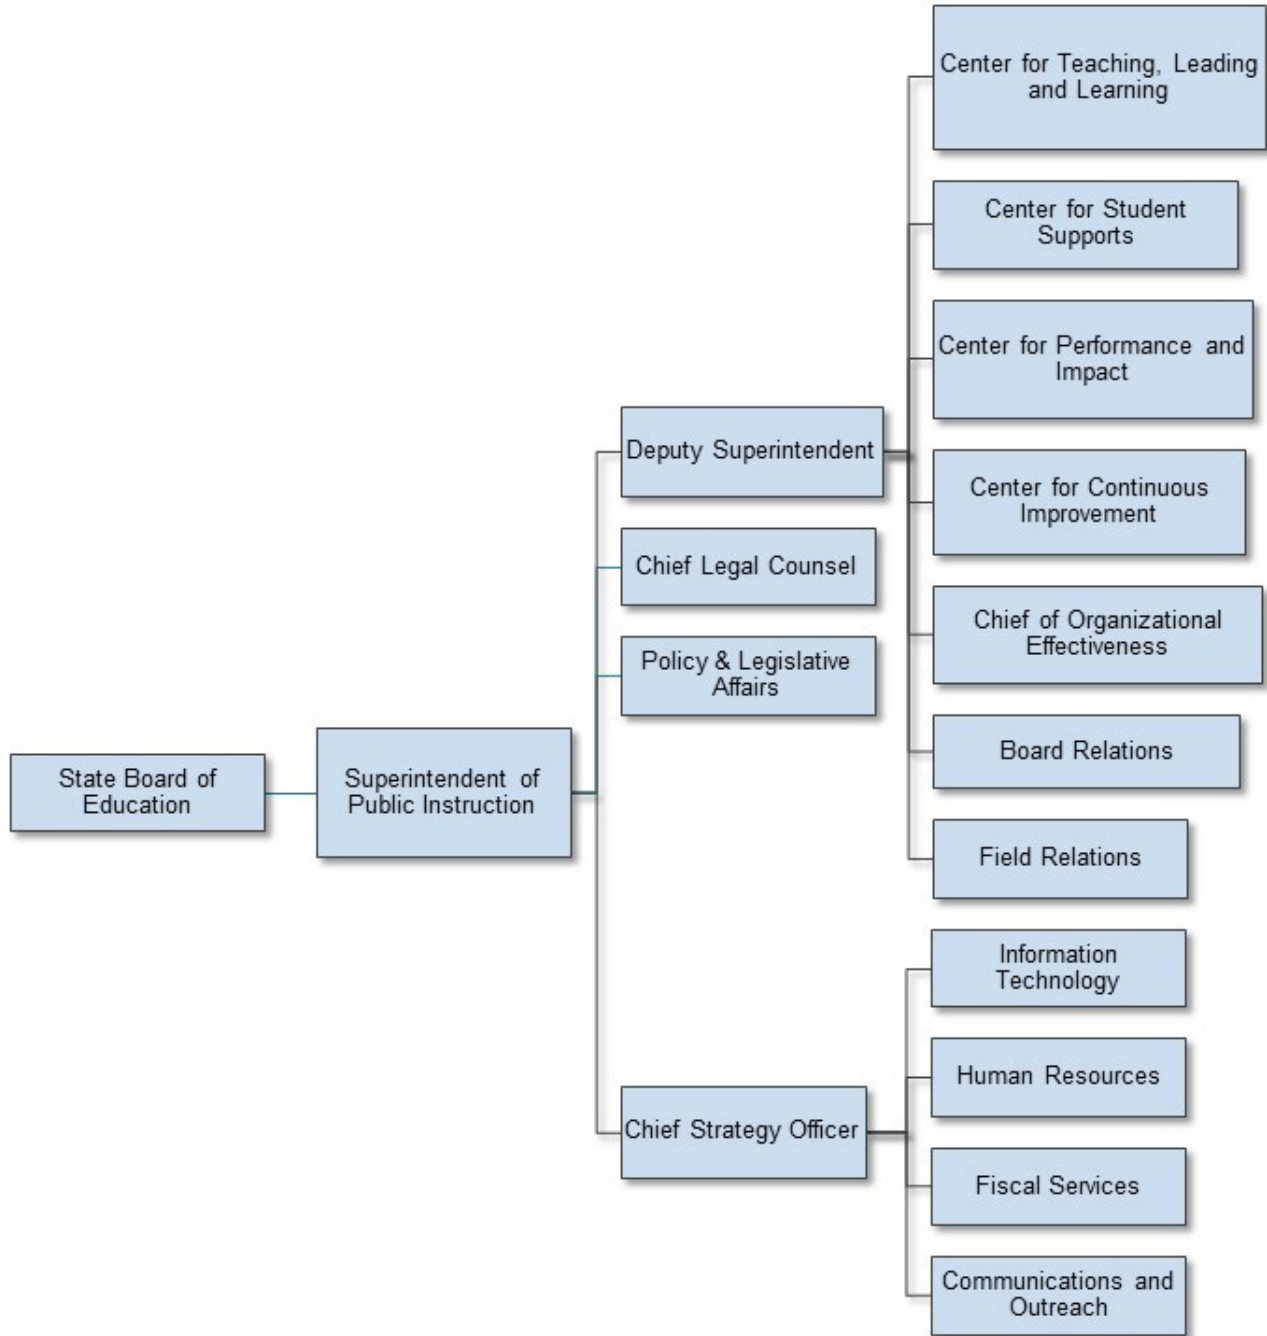 State Board of
Education
Superintendent of
Public Instruction
Deputy Superintendent
Chief Legal Counsel
Policy & Legislative
Affairs
Chief Strategy Officer
Center for Teaching, Leading
and Learning
Center for Student
Supports
Center for Performance and
Impact
Center for Continuous
Improvement
Chief of Organizational
Effectiveness
Board Relations
Field Relations
Information
Technology
Human Resources
Fiscal Services
Communications and
Outreach